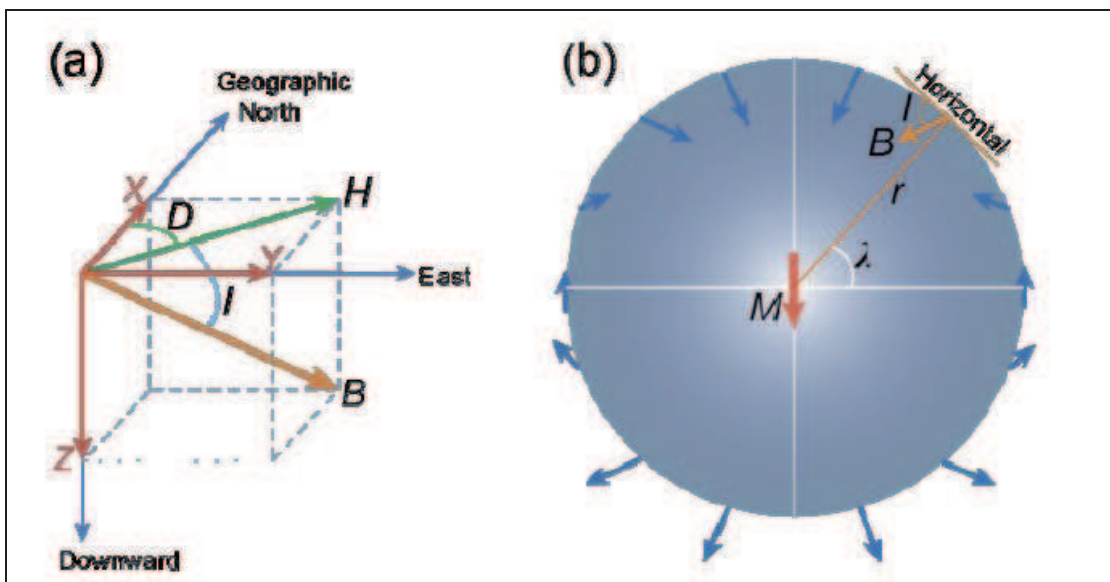 (a)
Geographic
North
X
D
H
Y
East
I
B
Z
Downward
(b)
I
Horizontal
B
r
λ
M